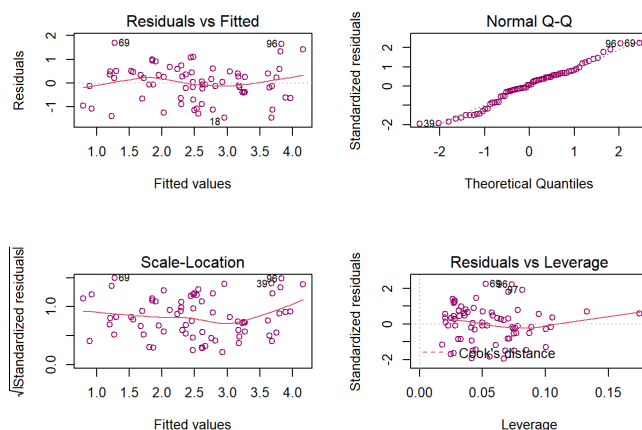 Residuals vs Fitted
Residuals
2
1
0
-1
69
96
18
1.0 1.5 2.0 2.5 3.0 3.5 4.0
Fitted values
Normal Q-Q
Standardized residuals
2
1
0
-2
96 69
39
-2 -1 0 1 2
Theoretical Quantiles
Scale-Location
√|Standardized residuals|
1.0
0.0
69
96
39
1.0 1.5 2.0 2.5 3.0 3.5 4.0
Fitted values
Residuals vs Leverage
Standardized residuals
2
1
0
-2
69
96
97
Cook's distance
0.00 0.05 0.10 0.15
Leverage